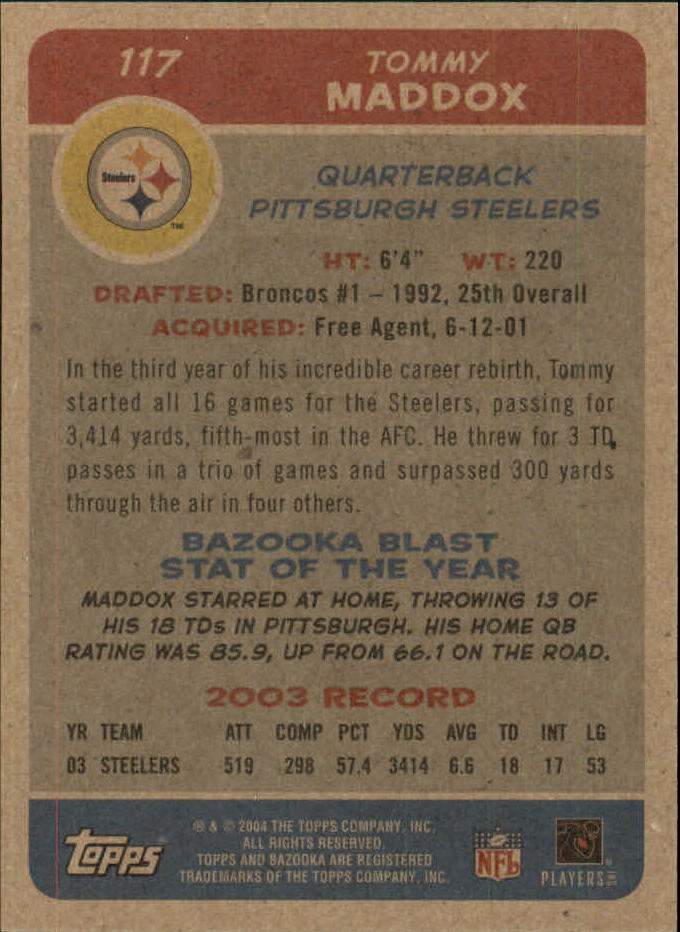 117
TOMMY
MADDOX
Steelers
TM
QUARTERBACK
PITTSBURGH STEELERS
HT: 6'4" WT: 220
DRAFTED: Broncos #1 – 1992, 25th Overall
ACQUIRED: Free Agent, 6-12-01
In the third year of his incredible career rebirth, Tommy
started all 16 games for the Steelers, passing for
3,414 yards, fifth-most in the AFC. He threw for 3 TD
passes in a trio of games and surpassed 300 yards
through the air in four others.
BAZOOKA BLAST
STAT OF THE YEAR
MADDOX STARRED AT HOME, THROWING 13 OF
HIS 18 TDs IN PITTSBURGH. HIS HOME QB
RATING WAS 85.9, UP FROM 66.1 ON THE ROAD.
2003 RECORD
YR TEAM ATT COMP PCT YDS AVG TD INT LG
03 STEELERS 519 298 57.4 3414 6.6 18 17 53
topps
® & © 2004 THE TOPPS COMPANY, INC.
ALL RIGHTS RESERVED.
TOPPS AND BAZOOKA ARE REGISTERED
TRADEMARKS OF THE TOPPS COMPANY, INC.
NFL
PLAYERS